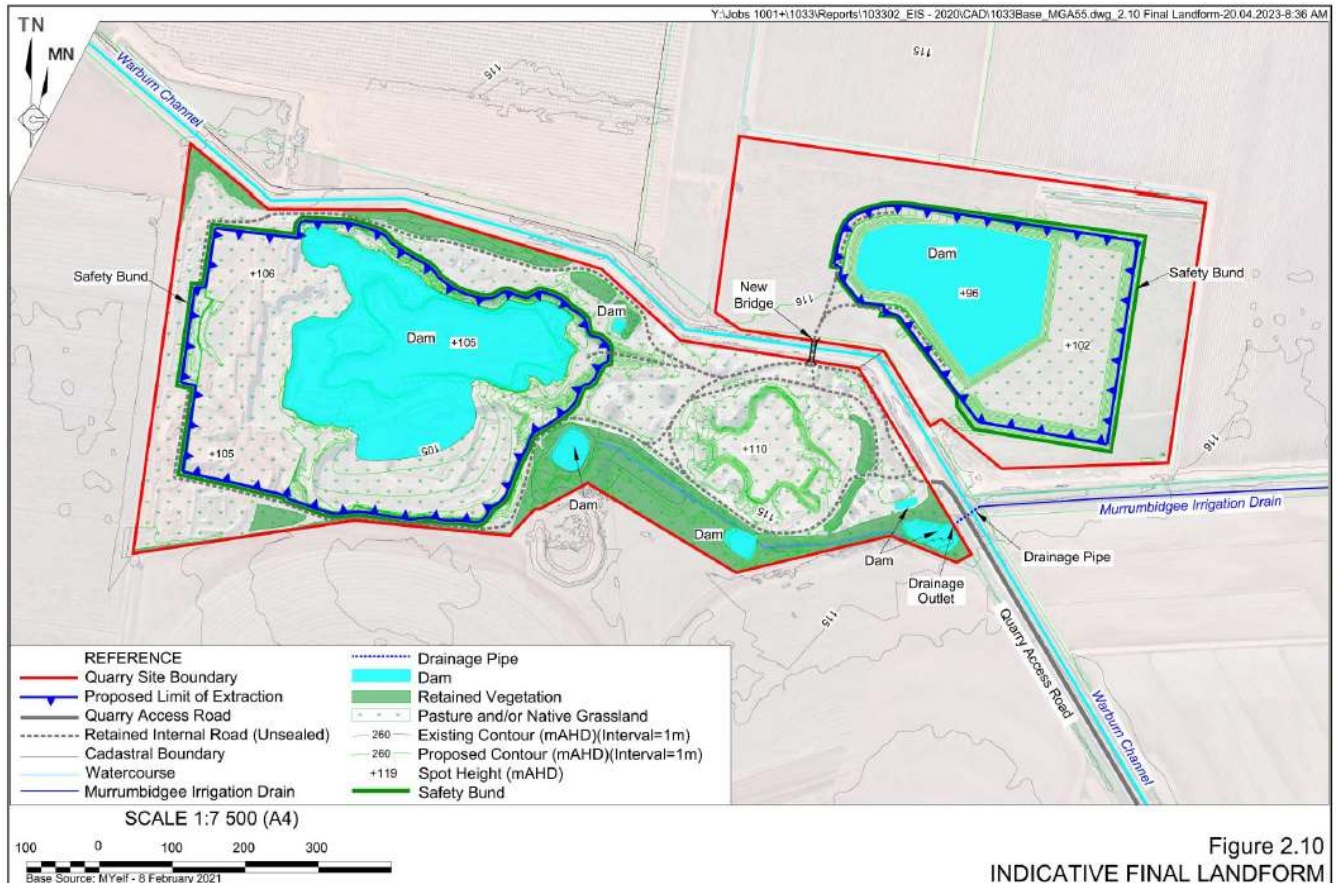 Y:\Jobs 1001+\1033\Reports\103302_EIS - 2020\CAD\1033Base_MGA55.dwg_2.10 Final Landform-20.04.2023-8:36 AM
TN
MN
Warburn Channel
116
115
Safety Bund
+106
Dam
+105
Dam
New
Bridge
116
Dam
+96
+102
Safety Bund
+105
105
+110
115
Dam
Dam
Dam
Drainage
Outlet
Drainage Pipe
116
Murrumbidgee Irrigation Drain
115
Quarry Access Road
Warburn Channel
REFERENCE
Quarry Site Boundary
Proposed Limit of Extraction
Quarry Access Road
Retained Internal Road (Unsealed)
Cadastral Boundary
Watercourse
Murrumbidgee Irrigation Drain
Drainage Pipe
Dam
Retained Vegetation
Pasture and/or Native Grassland
260 Existing Contour (mAHD)(Interval=1m)
260 Proposed Contour (mAHD)(Interval=1m)
+119 Spot Height (mAHD)
Safety Bund
SCALE 1:7 500 (A4)
100 0 100 200 300
Base Source: MYelf - 8 February 2021
Figure 2.10
INDICATIVE FINAL LANDFORM